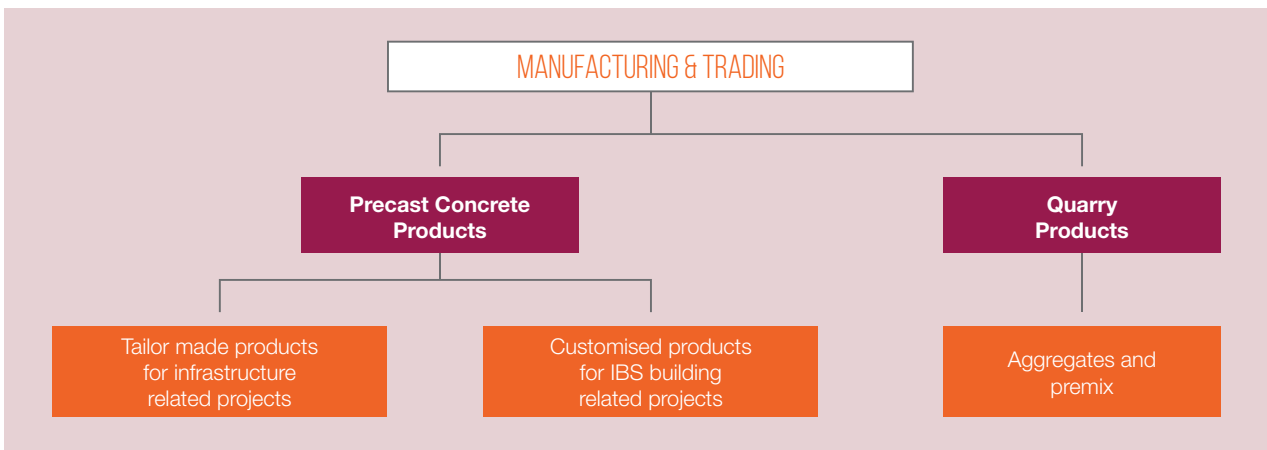 MANUFACTURING & TRADING
Precast Concrete
Products
Quarry
Products
Tailor made products
for infrastructure
related projects
Customised products
for IBS building
related projects
Aggregates and
premix